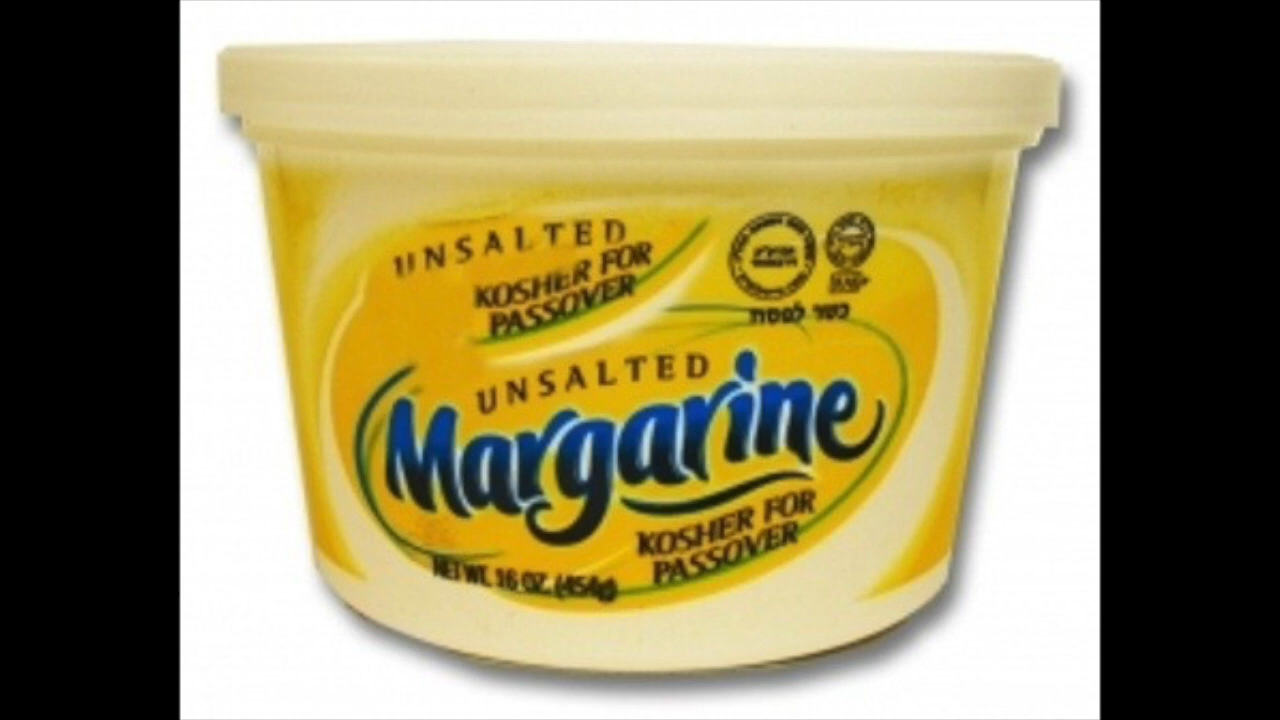 UNSALTED
KOSHER FOR
PASSOVER
כשר לפסח
UNSALTED
Margarine
KOSHER FOR
PASSOVER
NET WT. 16 OZ. (454g)